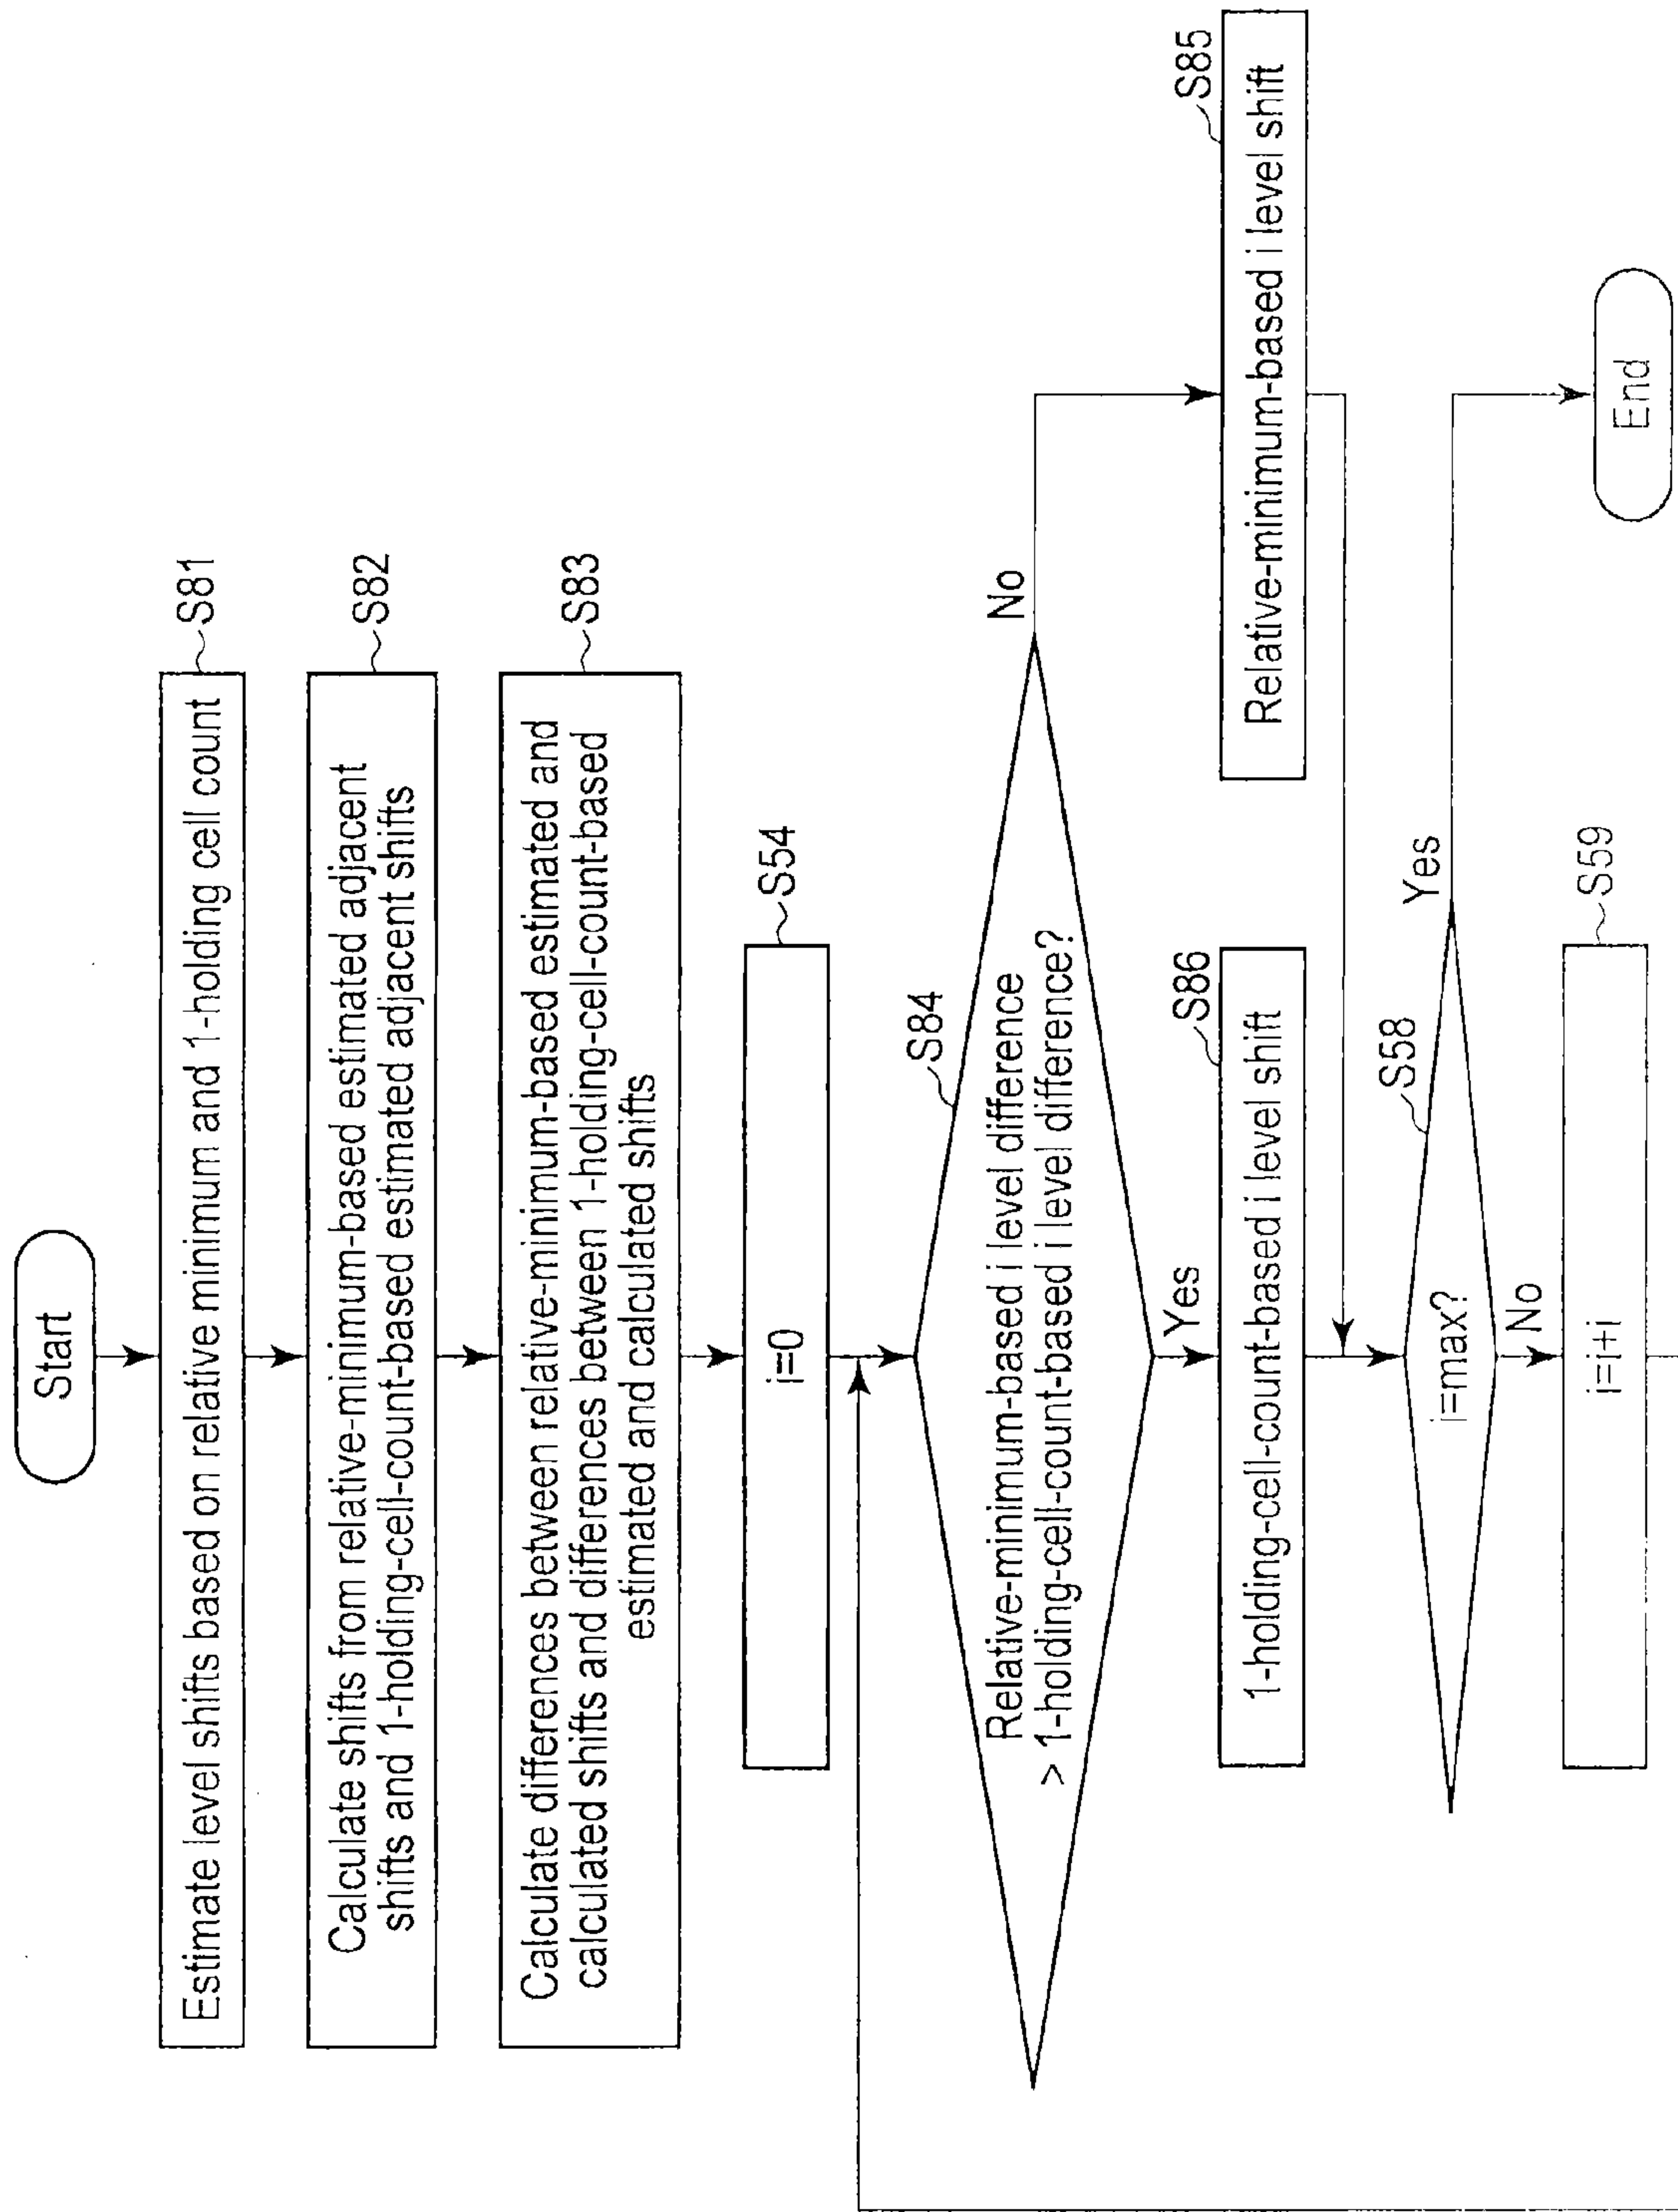 Start
S81
Estimate level shifts based on relative minimum and 1-holding cell count
S82
Calculate shifts from relative-minimum-based estimated adjacent
shifts and 1-holding-cell-count-based estimated adjacent shifts
S83
Calculate differences between relative-minimum-based estimated and
calculated shifts and differences between 1-holding-cell-count-based
estimated and calculated shifts
S54
i=0
S84
Relative-minimum-based i level difference
> 1-holding-cell-count-based i level difference?
No
Yes
S86
1-holding-cell-count-based i level shift
S85
Relative-minimum-based i level shift
S58
i=max?
Yes
No
S59
i=i+i
End